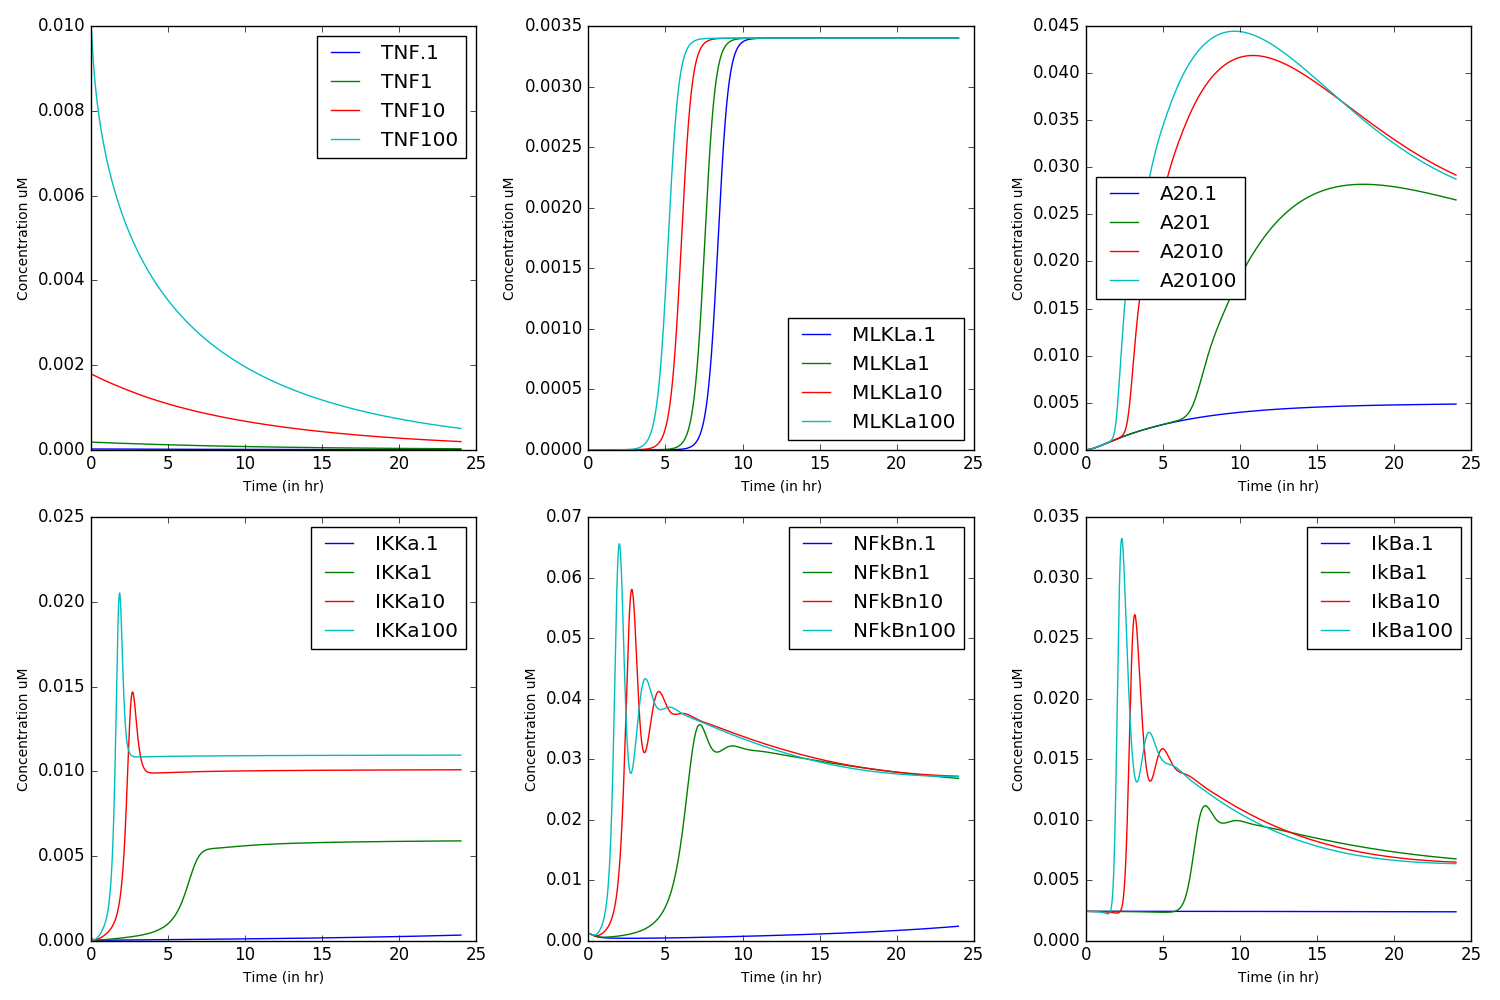 0.010
0.008
0.006
0.004
0.002
0.000
0 5 10 15 20 25
Concentration uM
Time (in hr)
TNF.1
TNF1
TNF10
TNF100
0.0035
0.0030
0.0025
0.0020
0.0015
0.0010
0.0005
0.0000
0 5 10 15 20 25
Concentration uM
Time (in hr)
MLKLa.1
MLKLa1
MLKLa10
MLKLa100
0.045
0.040
0.035
0.030
0.025
0.020
0.015
0.010
0.005
0.000
0 5 10 15 20 25
Concentration uM
Time (in hr)
A20.1
A201
A2010
A20100
0.025
0.020
0.015
0.010
0.005
0.000
0 5 10 15 20 25
Concentration uM
Time (in hr)
IKKa.1
IKKa1
IKKa10
IKKa100
0.07
0.06
0.05
0.04
0.03
0.02
0.01
0.00
0 5 10 15 20 25
Concentration uM
Time (in hr)
NFkBn.1
NFkBn1
NFkBn10
NFkBn100
0.035
0.030
0.025
0.020
0.015
0.010
0.005
0.000
0 5 10 15 20 25
Concentration uM
Time (in hr)
IkBa.1
IkBa1
IkBa10
IkBa100